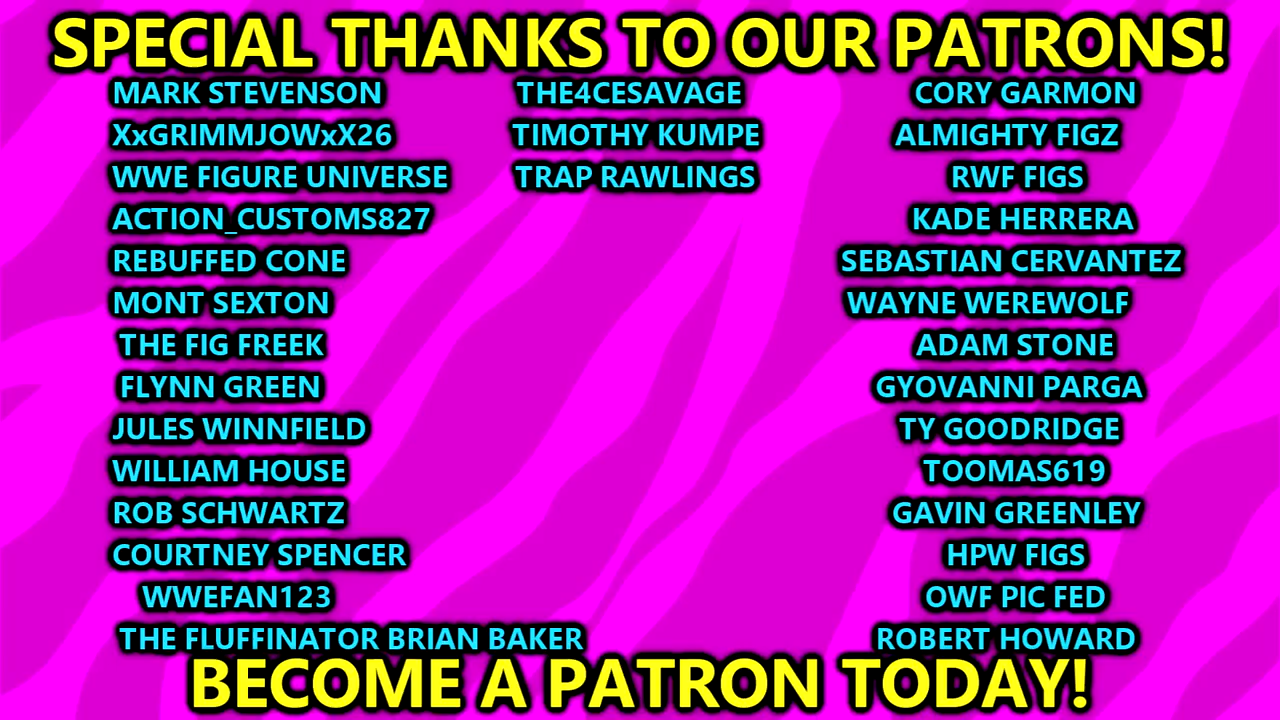 SPECIAL THANKS TO OUR PATRONS!
MARK STEVENSON
XxGRIMMJOWxX26
WWE FIGURE UNIVERSE
ACTION_CUSTOMS827
REBUFFED CONE
MONT SEXTON
THE FIG FREEK
FLYNN GREEN
JULES WINNFIELD
WILLIAM HOUSE
ROB SCHWARTZ
COURTNEY SPENCER
WWEFAN123
THE FLUFFINATOR BRIAN BAKER
THE4CESAVAGE
TIMOTHY KUMPE
TRAP RAWLINGS
CORY GARMON
ALMIGHTY FIGZ
RWF FIGS
KADE HERRERA
SEBASTIAN CERVANTEZ
WAYNE WEREWOLF
ADAM STONE
GYOVANNI PARGA
TY GOODRIDGE
TOOMAS619
GAVIN GREENLEY
HPW FIGS
OWF PIC FED
ROBERT HOWARD
BECOME A PATRON TODAY!